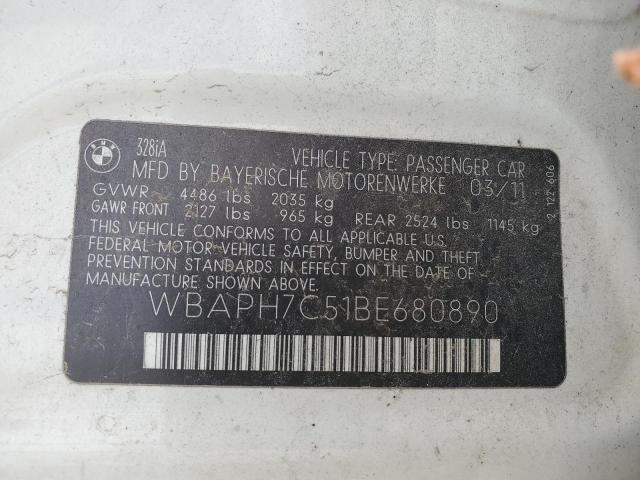 BMW
328iA
VEHICLE TYPE: PASSENGER CAR
MFD BY BAYERISCHE MOTORENWERKE 03/11
GVWR 4486 lbs 2035 kg
GAWR FRONT 2127 lbs 965 kg REAR 2524 lbs 1145 kg
THIS VEHICLE CONFORMS TO ALL APPLICABLE U.S.
FEDERAL MOTOR-VEHICLE SAFETY, BUMPER AND THEFT
PREVENTION STANDARDS IN EFFECT ON THE DATE OF
MANUFACTURE SHOWN ABOVE.
WBAPH7C51BE680890
2 122 606